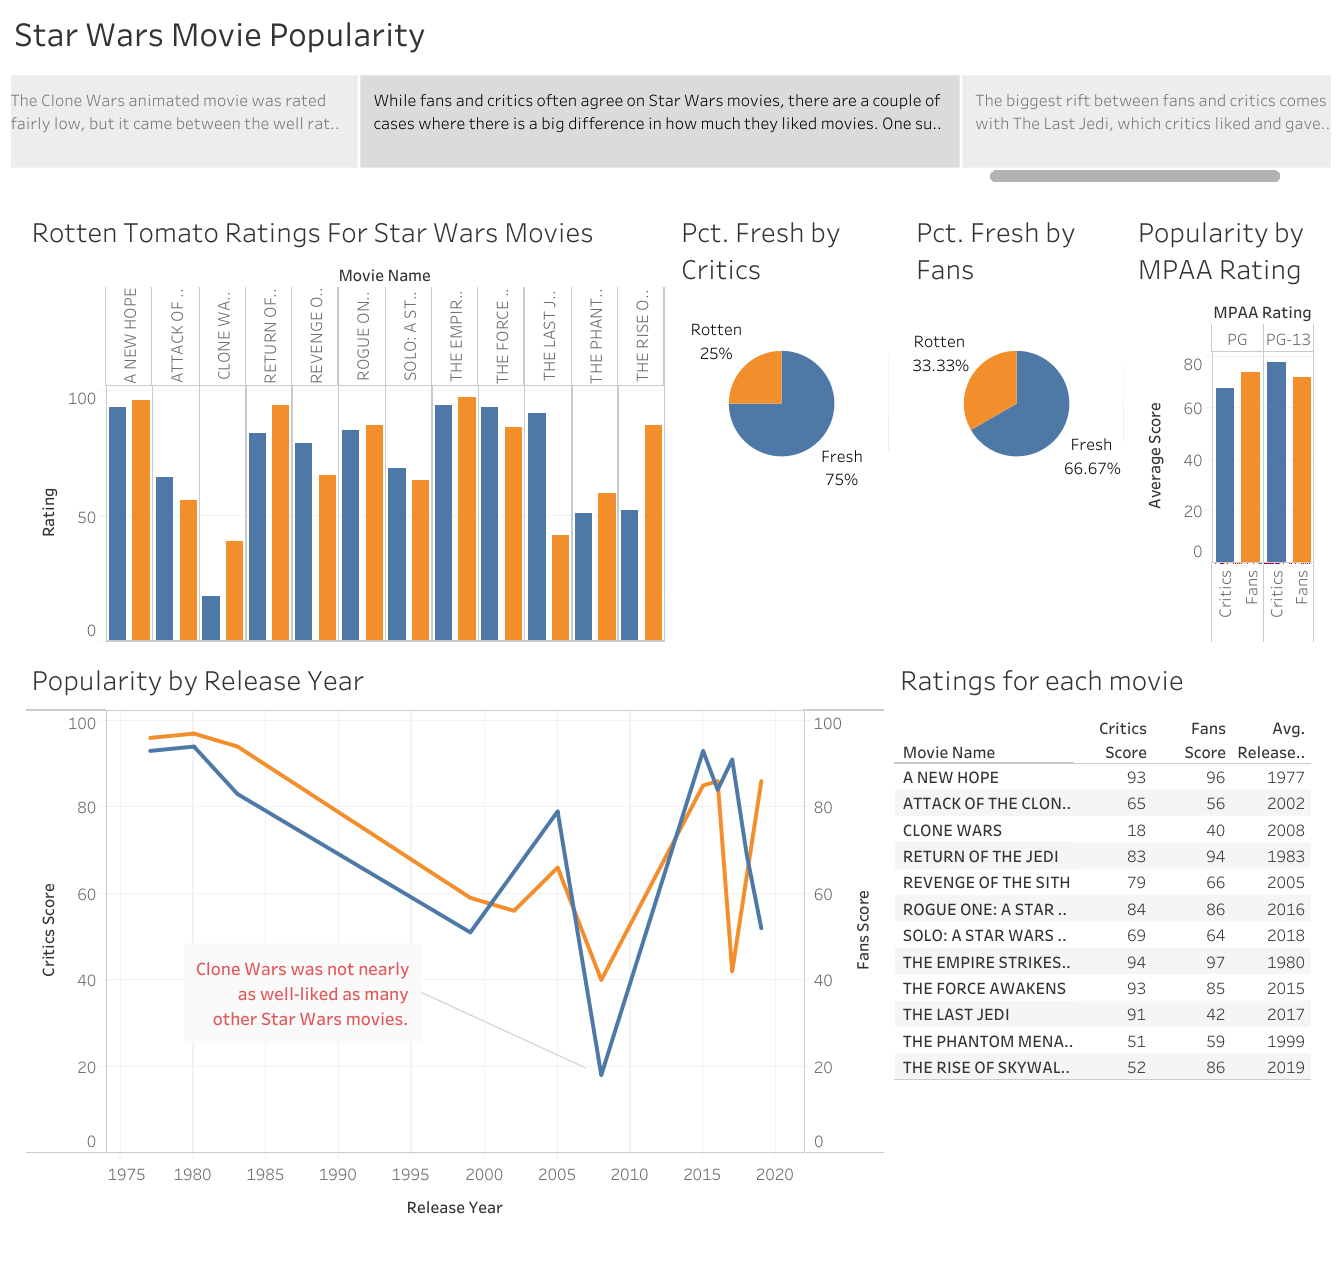 Star Wars Movie Popularity
The Clone Wars animated movie was rated
fairly low, but it came between the well rat..
While fans and critics often agree on Star Wars movies, there are a couple of
cases where there is a big difference in how much they liked movies. One su..
The biggest rift between fans and critics comes
with The Last Jedi, which critics liked and gave..
Rotten Tomato Ratings For Star Wars Movies
Movie Name
A NEW HOPE
ATTACK OF ..
CLONE WA..
RETURN OF..
REVENGE O..
ROGUE ON..
SOLO: A ST..
THE EMPIR..
THE FORCE ..
THE LAST J..
THE PHANT..
THE RISE O..
Rating
100
50
0
Pct. Fresh by
Critics
Rotten
25%
Fresh
75%
Pct. Fresh by
Fans
Rotten
33.33%
Fresh
66.67%
Popularity by
MPAA Rating
MPAA Rating
PG PG-13
Average Score
80
60
40
20
0
Critics
Fans
Critics
Fans
Popularity by Release Year
Critics Score
100
80
60
40
20
0
Clone Wars was not nearly
as well-liked as many
other Star Wars movies.
100
80
60
40
20
0
Fans Score
1975 1980 1985 1990 1995 2000 2005 2010 2015 2020
Release Year
Ratings for each movie
Critics Fans Avg.
Movie Name Score Score Release..
A NEW HOPE 93 96 1977
ATTACK OF THE CLON.. 65 56 2002
CLONE WARS 18 40 2008
RETURN OF THE JEDI 83 94 1983
REVENGE OF THE SITH 79 66 2005
ROGUE ONE: A STAR .. 84 86 2016
SOLO: A STAR WARS .. 69 64 2018
THE EMPIRE STRIKES.. 94 97 1980
THE FORCE AWAKENS 93 85 2015
THE LAST JEDI 91 42 2017
THE PHANTOM MENA.. 51 59 1999
THE RISE OF SKYWAL.. 52 86 2019